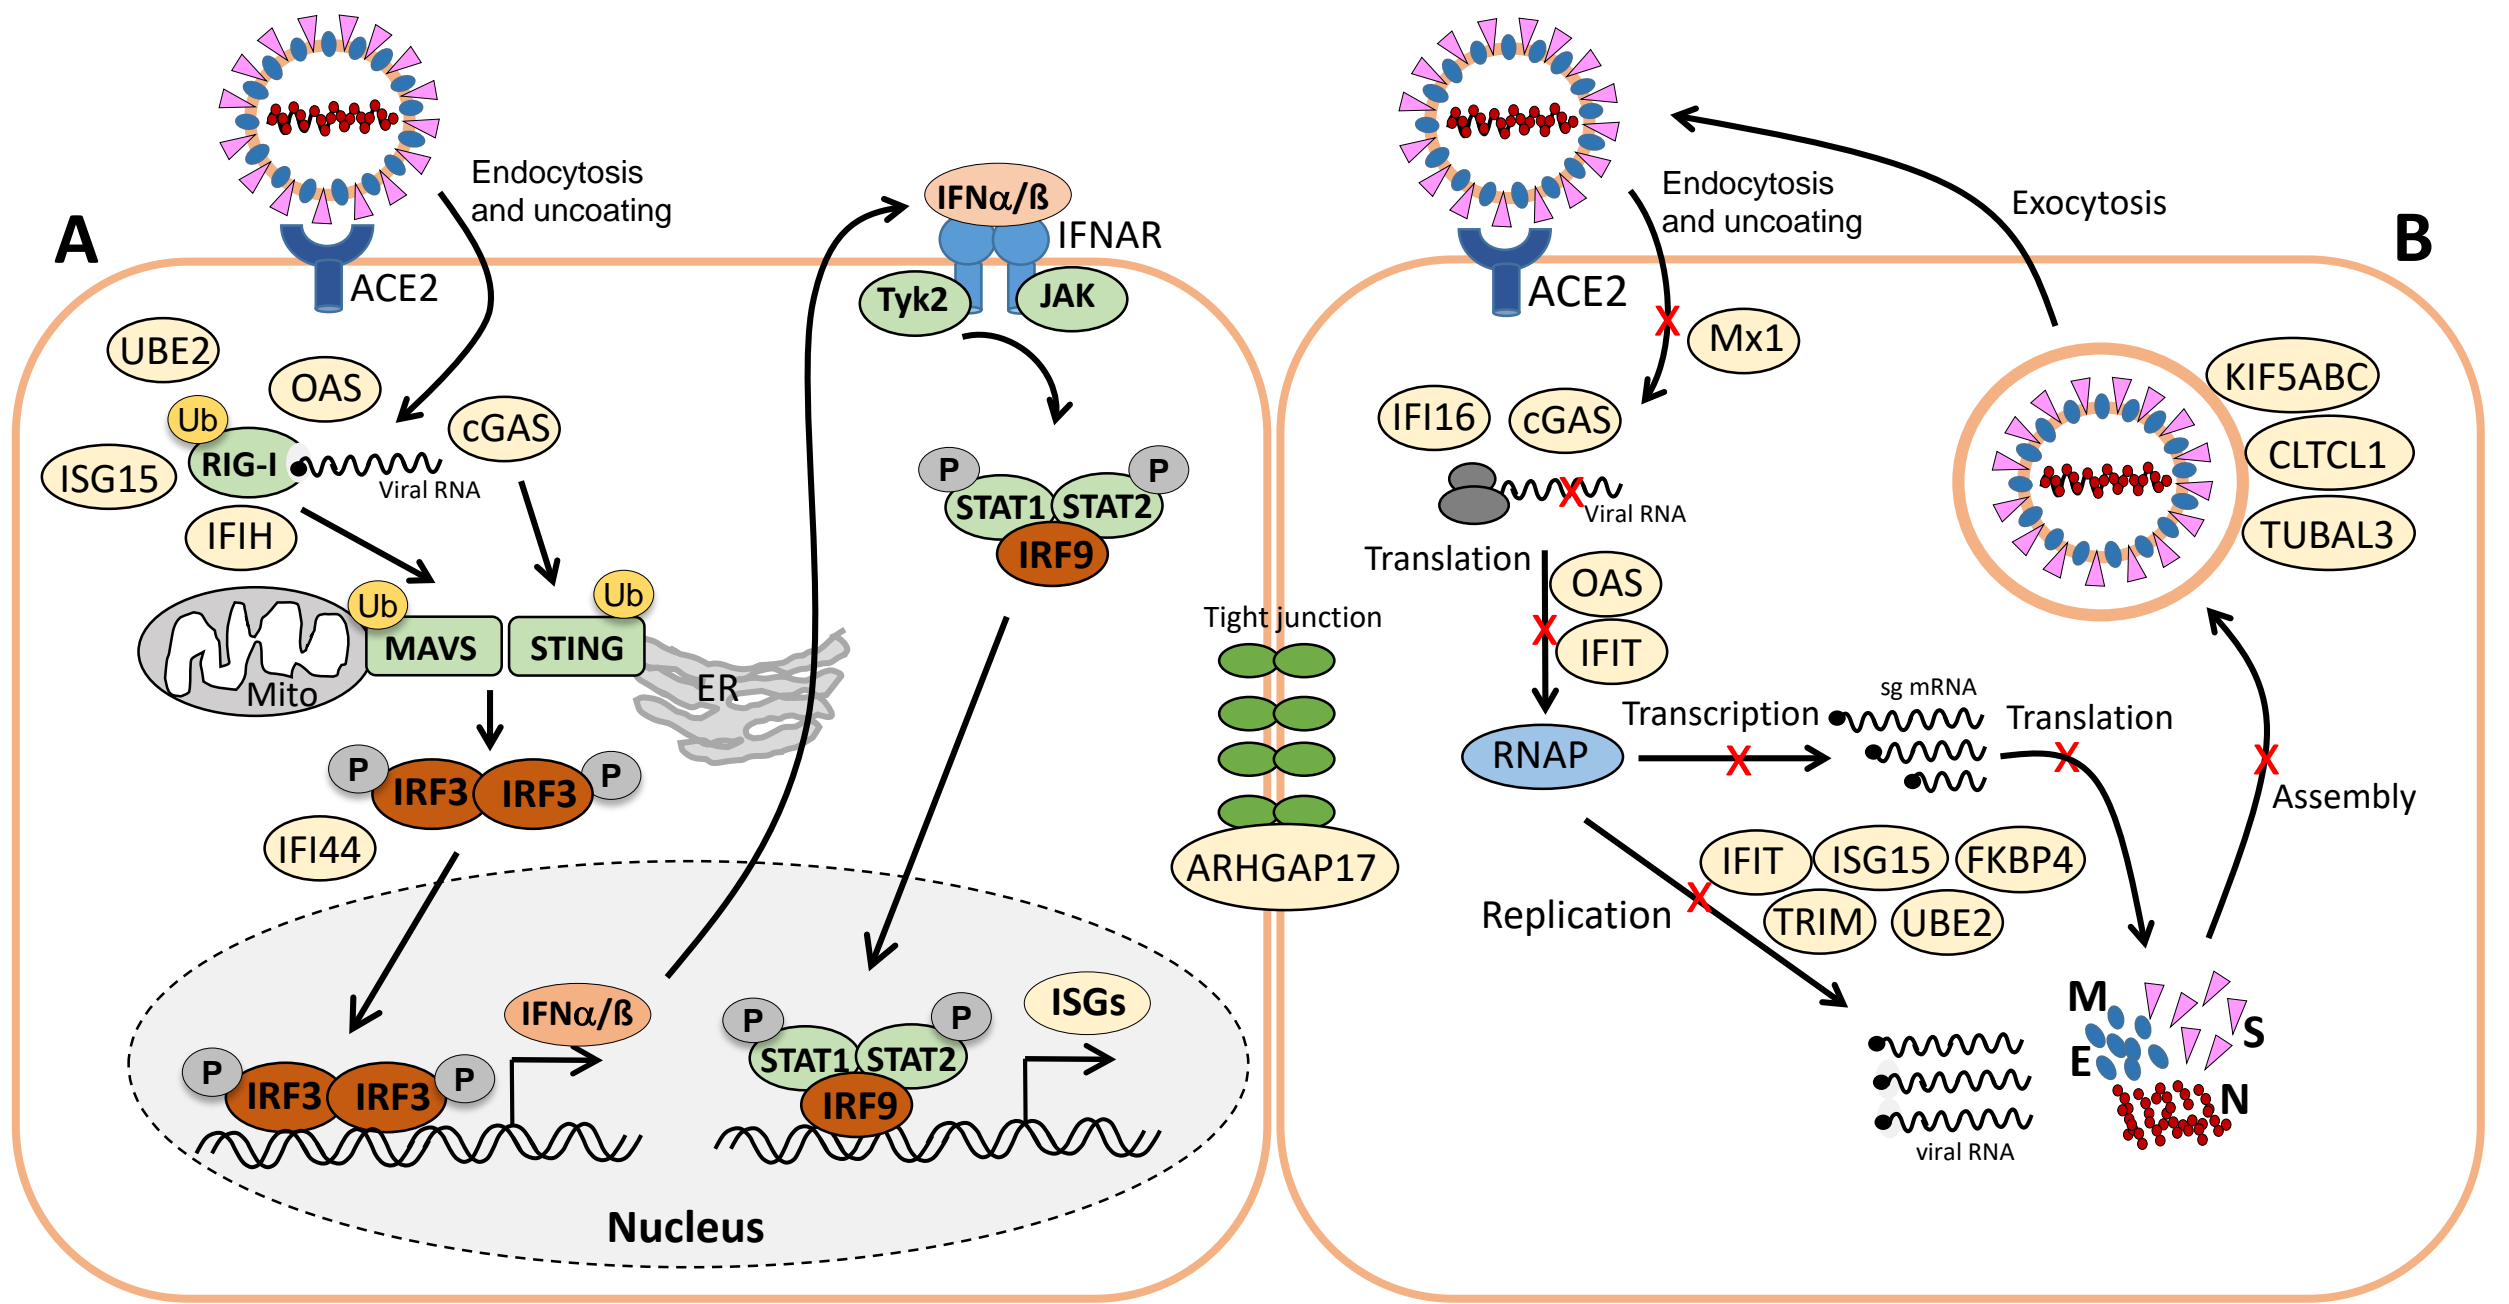 A
Endocytosis
and uncoating
ACE2
UBE2
OAS
Ub
RIG-I
cGAS
ISG15
Viral RNA
IFIH
Ub
MAVS
Ub
STING
Mito
ER
P
IRF3
IRF3
P
IFI44
IFNα/ß
IFNAR
Tyk2
JAK
P
P
STAT1
STAT2
IRF9
P
IRF3
IRF3
P
IFNα/ß
P
P
STAT1
STAT2
IRF9
ISGs
Nucleus
Tight junction
ARHGAP17
B
Endocytosis
and uncoating
Exocytosis
ACE2
X
Mx1
IFI16
cGAS
X
Viral RNA
Translation
OAS
X
IFIT
RNAP
Transcription
X
sg mRNA
Translation
X
X
Assembly
KIF5ABC
CLTCL1
TUBAL3
IFIT
ISG15
FKBP4
TRIM
UBE2
X
Replication
viral RNA
M
S
E
N